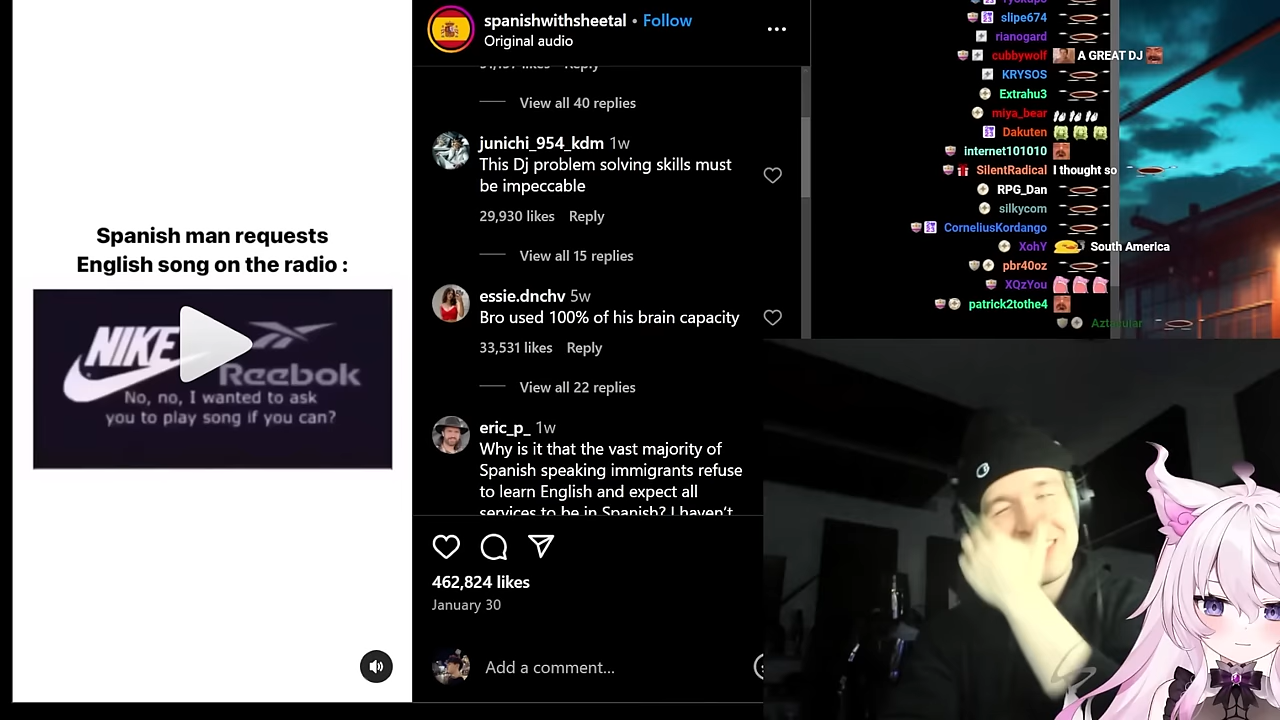 Spanish man requests
English song on the radio :
NIKE
Reebok
No, no, I wanted to ask
you to play song if you can?
spanishwithsheetal • Follow
Original audio
View all 40 replies
junichi_954_kdm 1w
This Dj problem solving skills must
be impeccable
29,930 likes Reply
View all 15 replies
essie.dnchv 5w
Bro used 100% of his brain capacity
33,531 likes Reply
View all 22 replies
eric_p_ 1w
Why is it that the vast majority of
Spanish speaking immigrants refuse
to learn English and expect all
services to be in Spanish? I haven't
462,824 likes
January 30
Add a comment...
slipe674
rianogard
cubbywolf A GREAT DJ
KRYSOS
Extrahu3
miya_bear
Dakuten
internet101010
SilentRadical I thought so
RPG_Dan
silkycom
CorneliusKordango
XohY South America
pbr40oz
XQzYou
patrick2tothe4